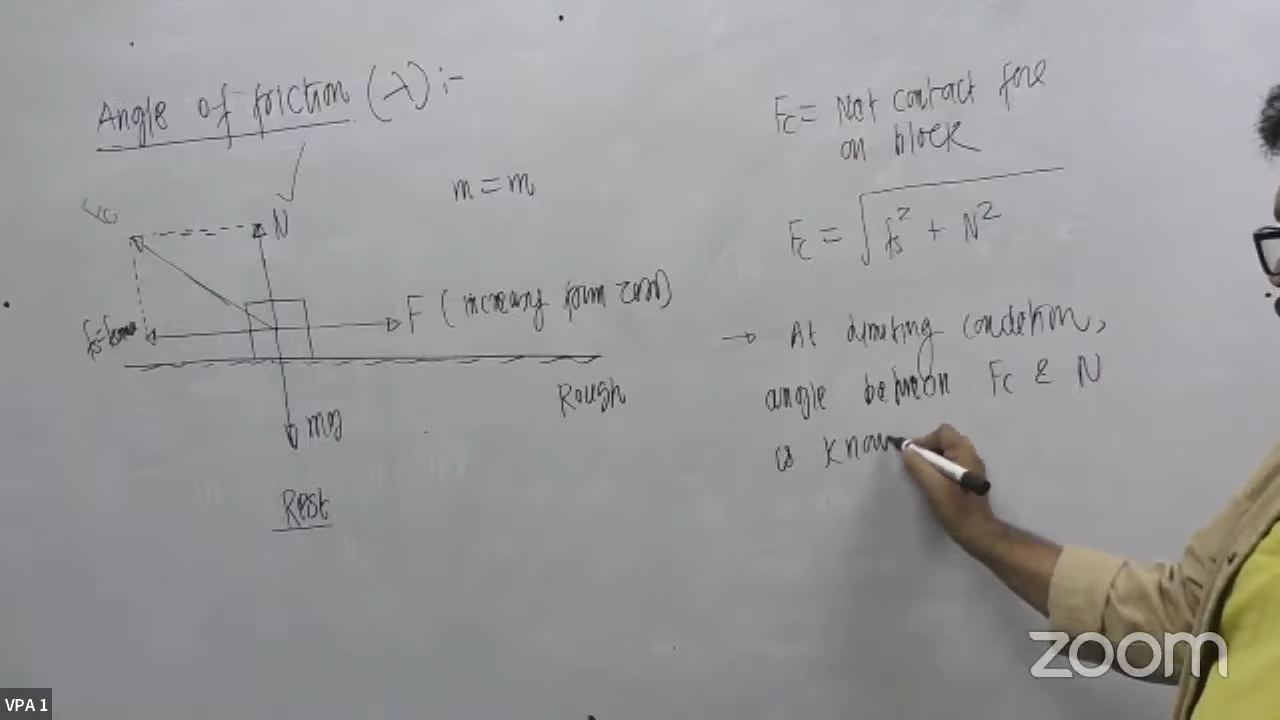 Angle of friction (λ) :-
Fc = Net contact force
on block
m = m
Fc
N
Fc = √fs² + N²
F (increasing from zero)
→ At limiting condition,
angle between Fc & N
is know
Rough
mg
Rest
zoom
VPA 1